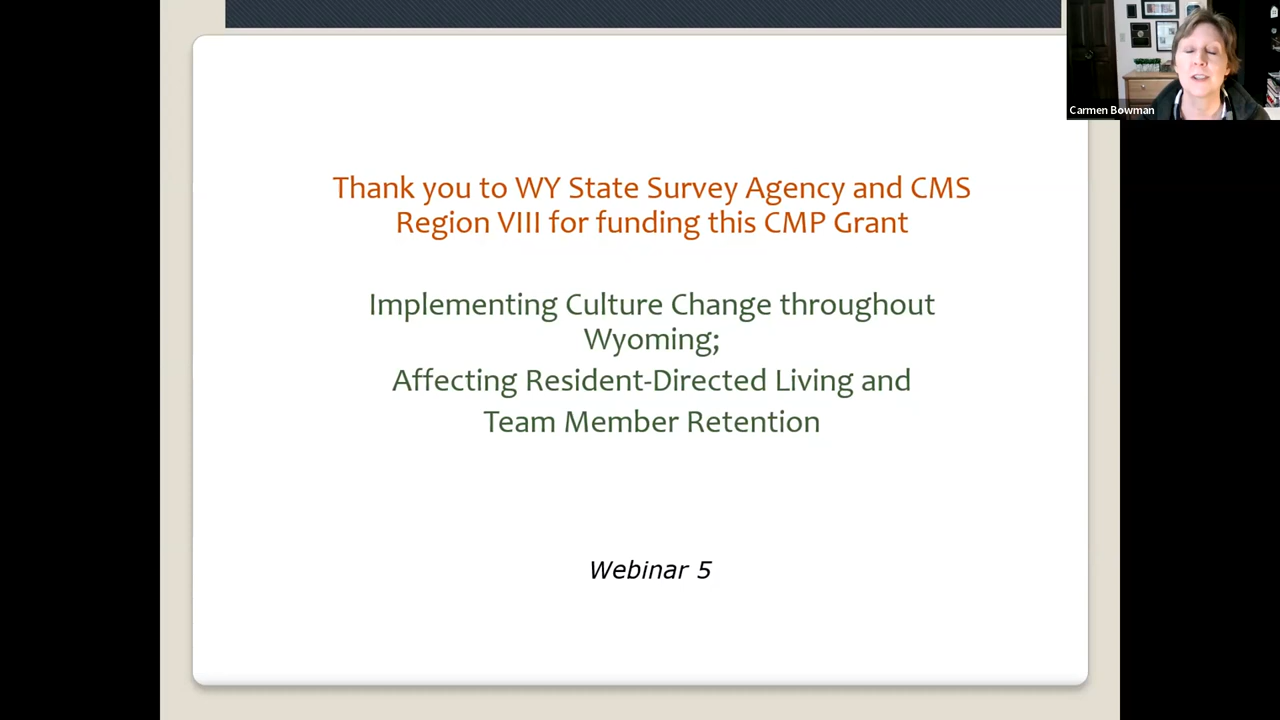 Carmen Bowman
Thank you to WY State Survey Agency and CMS
Region VIII for funding this CMP Grant
Implementing Culture Change throughout
Wyoming;
Affecting Resident-Directed Living and
Team Member Retention
Webinar 5